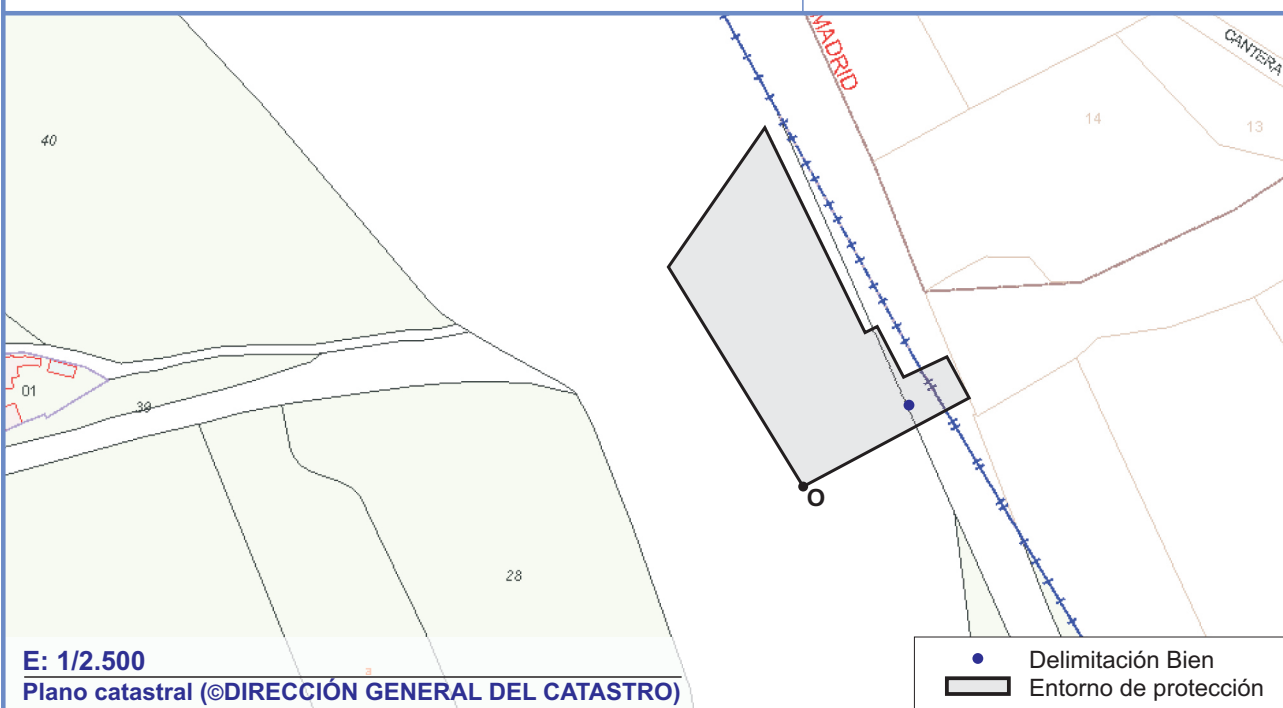 MADRID
CANTERA
40
14
13
01
39
O
28
a
E: 1/2.500
Plano catastral (©DIRECCIÓN GENERAL DEL CATASTRO)
Delimitación Bien
Entorno de protección